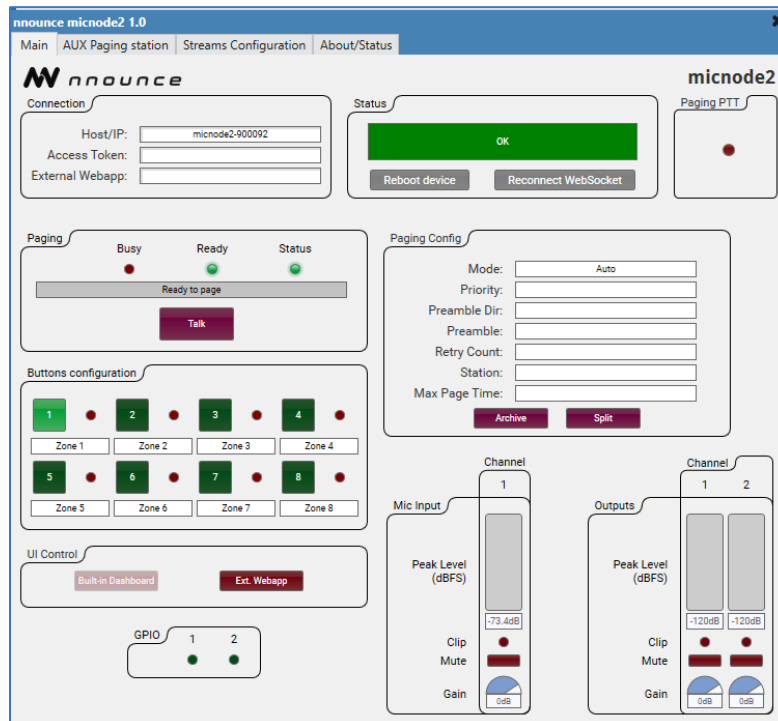 nnounce micnode2 1.0
Main AUX Paging station Streams Configuration About/Status
nnounce
micnode2
Connection
Host/IP: micnode2-900092
Access Token:
External Webapp:
Status
OK
Reboot device Reconnect WebSocket
Paging PTT
Paging
Busy Ready Status
Ready to page
Talk
Paging Config
Mode: Auto
Priority:
Preamble Dir:
Preamble:
Retry Count:
Station:
Max Page Time:
Archive Split
Buttons configuration
1 2 3 4
Zone 1 Zone 2 Zone 3 Zone 4
5 6 7 8
Zone 5 Zone 6 Zone 7 Zone 8
UI Control
Built-in Dashboard Ext. Webapp
GPIO 1 2
Mic Input
Channel
1
Peak Level
(dBFS)
-73.4dB
Clip
Mute
Gain
0dB
Outputs
Channel
1 2
Peak Level
(dBFS)
-120dB -120dB
Clip
Mute
Gain
0dB 0dB